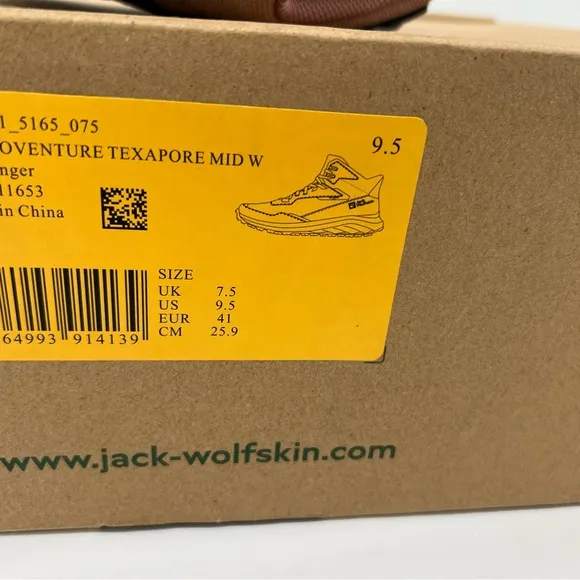 1_5165_075
OVENTURE TEXAPORE MID W
nger
11653
in China
9.5
SIZE
UK 7.5
US 9.5
EUR 41
CM 25.9
64993 914139
www.jack-wolfskin.com